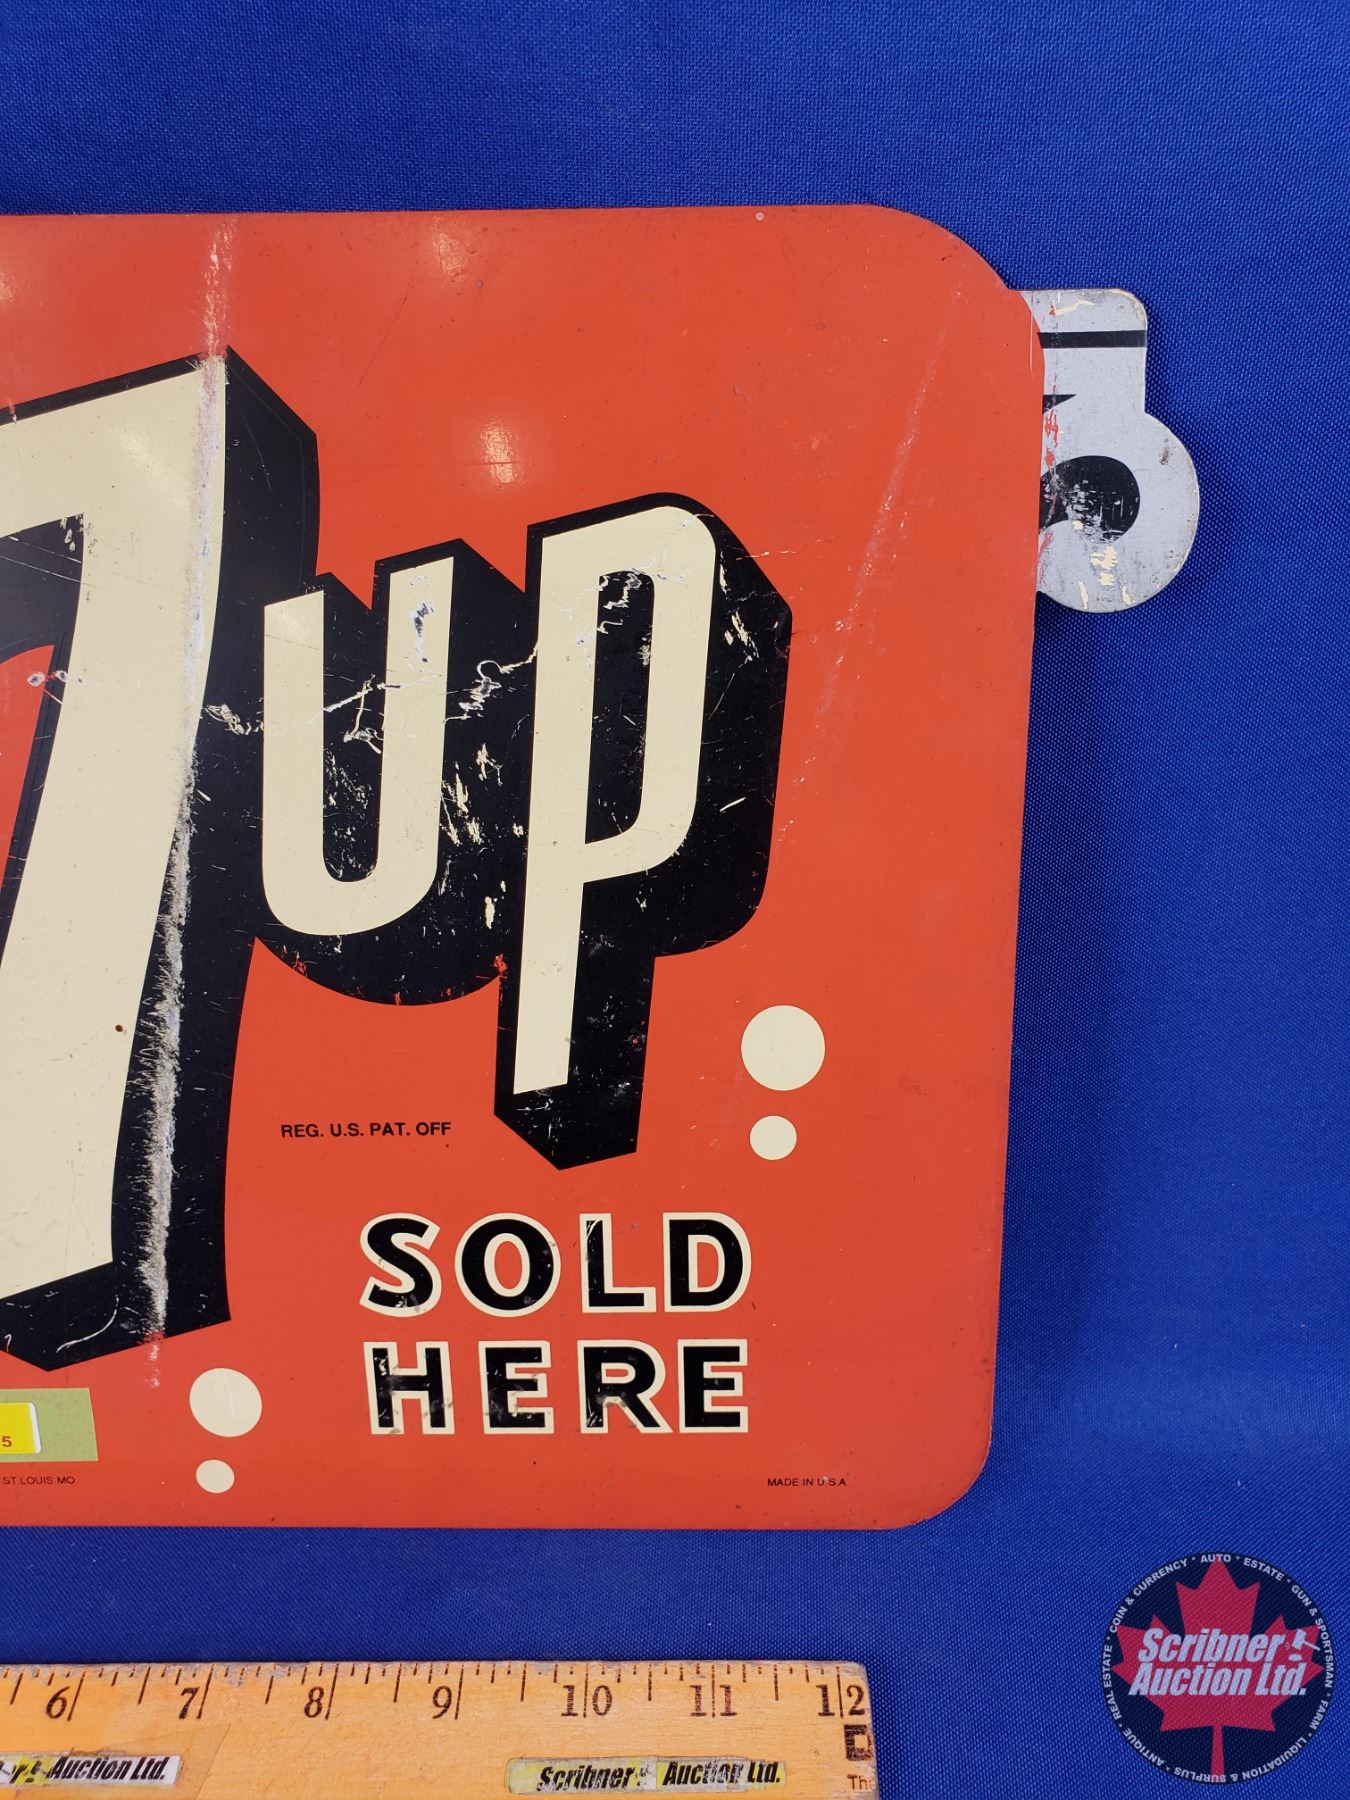 7up
REG. U.S. PAT. OFF
SOLD
HERE
5
ST LOUIS MO.
MADE IN U.S.A.
6 7 8 9 10 11 12
Auction Ltd.
Scribner Auction Ltd.
The
Scribner
Auction Ltd.
REAL ESTATE * COIN & CURRENCY * AUTO * ESTATE * GUN & SPORTSMAN * FARM * LIQUIDATION & SURPLUS * ANTIQUE *